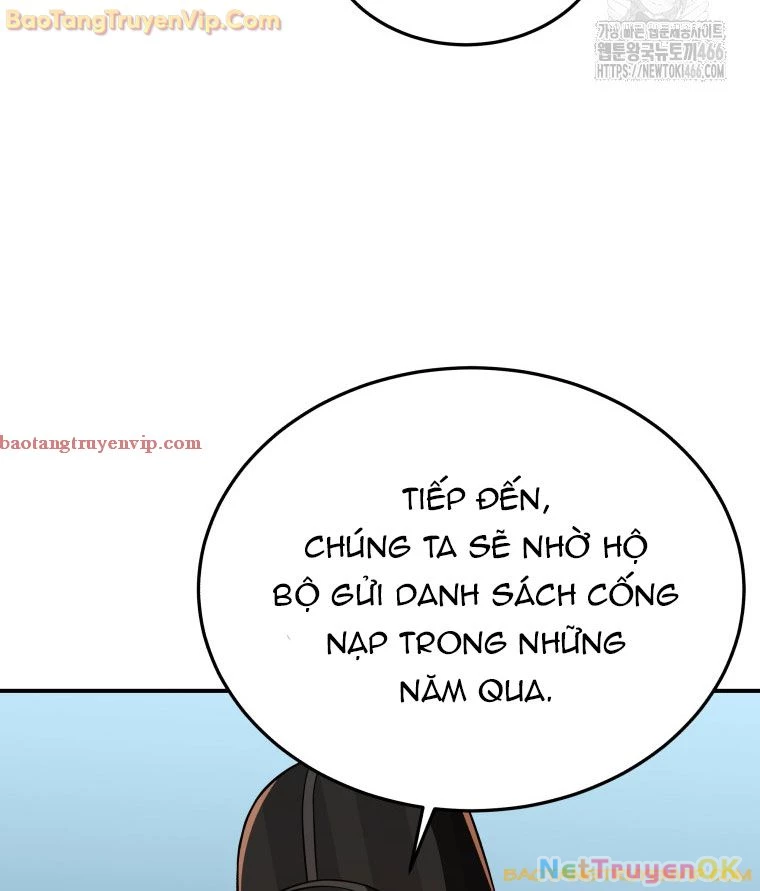 BaoTangTruyenVip.Com
가장 빠른 웹툰제공사이트
웹툰왕국뉴토끼466
HTTPS://NEWTOKI466.COM
baotangtruyenvip.com
TIẾP ĐẾN,
CHÚNG TA SẼ NHỜ HỘ
BỘ GỬI DANH SÁCH CỐNG
NẠP TRONG NHỮNG
NĂM QUA.
NETTRUYENOK